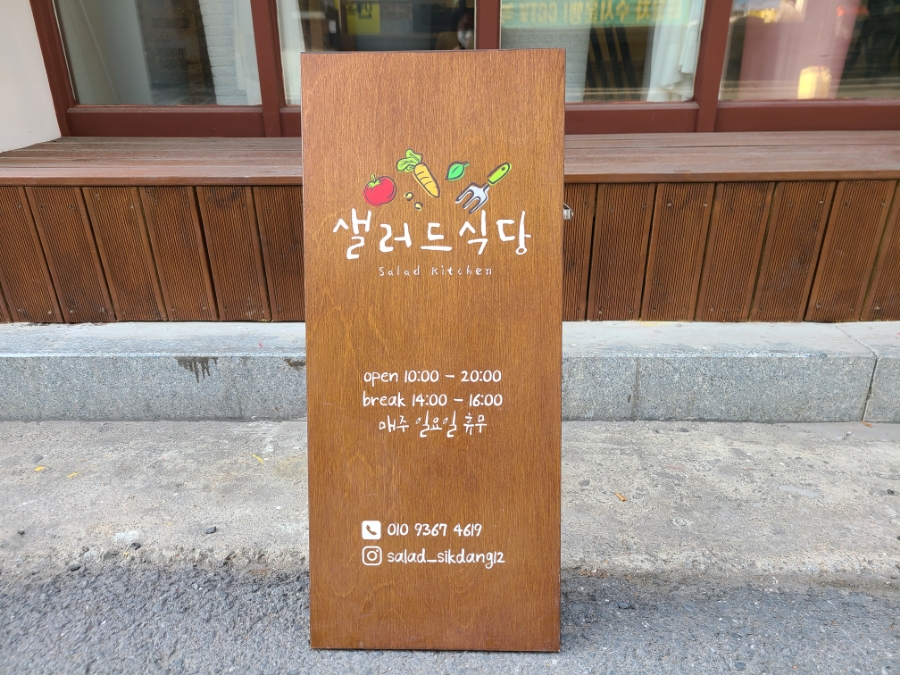 샐러드식당
Salad Kitchen
open 10:00 - 20:00
break 14:00 - 16:00
매주 일요일 휴무
010 9367 4619
salad_sikdang12